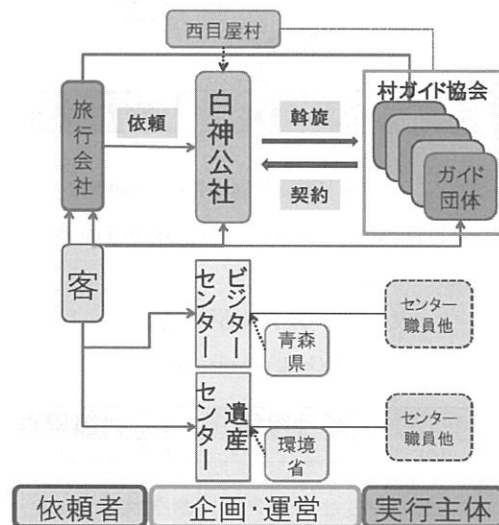 西目屋村
旅行会社
依頼
白神公社
斡旋
契約
村ガイド協会
ガイド
団体
客
ビジター
センター
青森
県
センター
職員他
遺産
センター
環境
省
センター
職員他
依頼者
企画・運営
実行主体